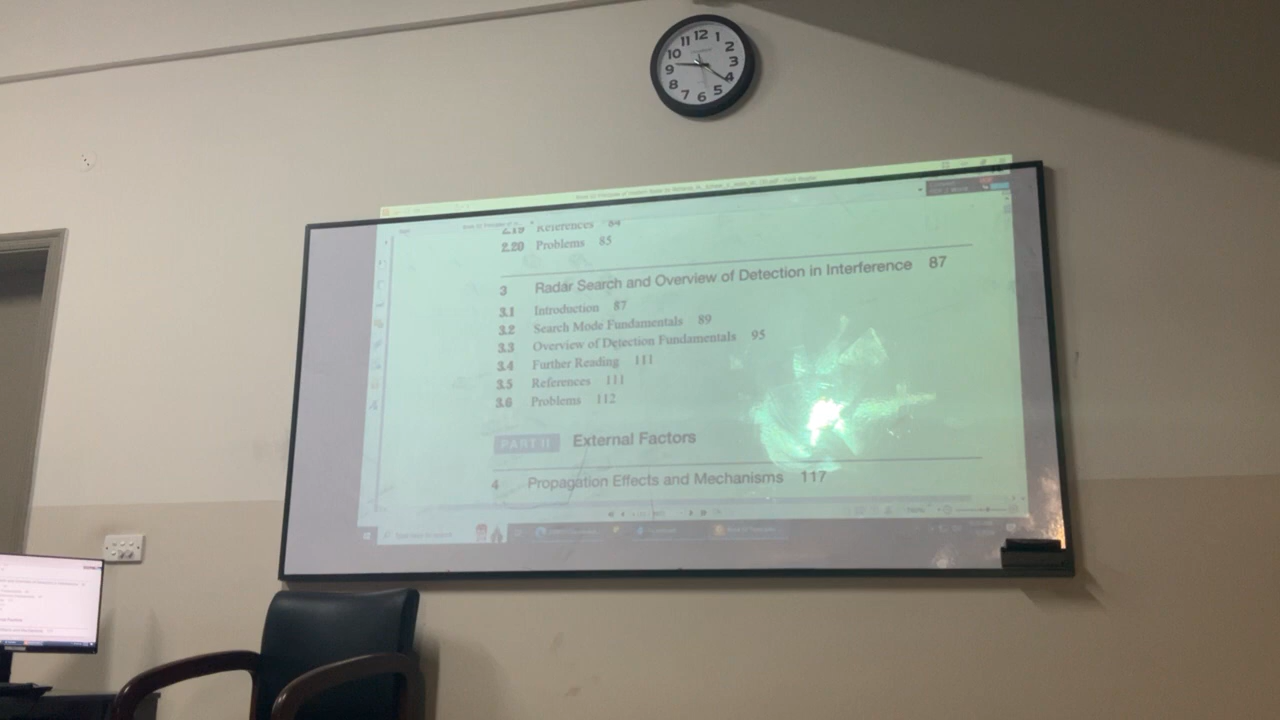 12
11 1
10 2
9 3
8 4
7 6 5
2.19 References 84
2.20 Problems 85
3 Radar Search and Overview of Detection in Interference 87
3.1 Introduction 87
3.2 Search Mode Fundamentals 89
3.3 Overview of Detection Fundamentals 95
3.4 Further Reading 111
3.5 References 111
3.6 Problems 112
PART II External Factors
4 Propagation Effects and Mechanisms 117